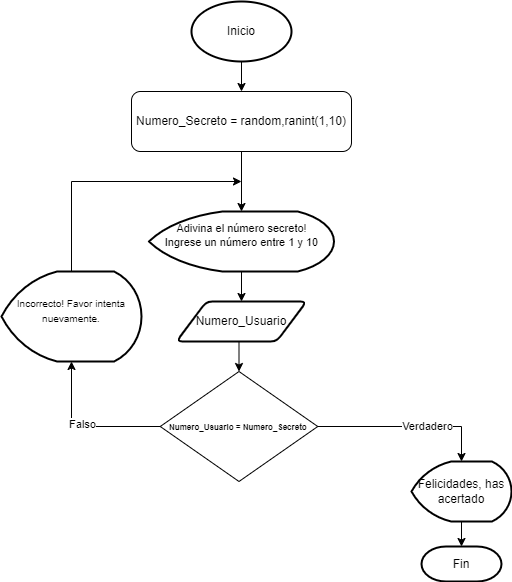 Inicio
Numero_Secreto = random,ranint(1,10)
Adivina el número secreto!
Ingrese un número entre 1 y 10
Incorrecto! Favor intenta
nuevamente.
Numero_Usuario
Numero_Usuario = Numero_Secreto
Falso
Verdadero
Felicidades, has
acertado
Fin